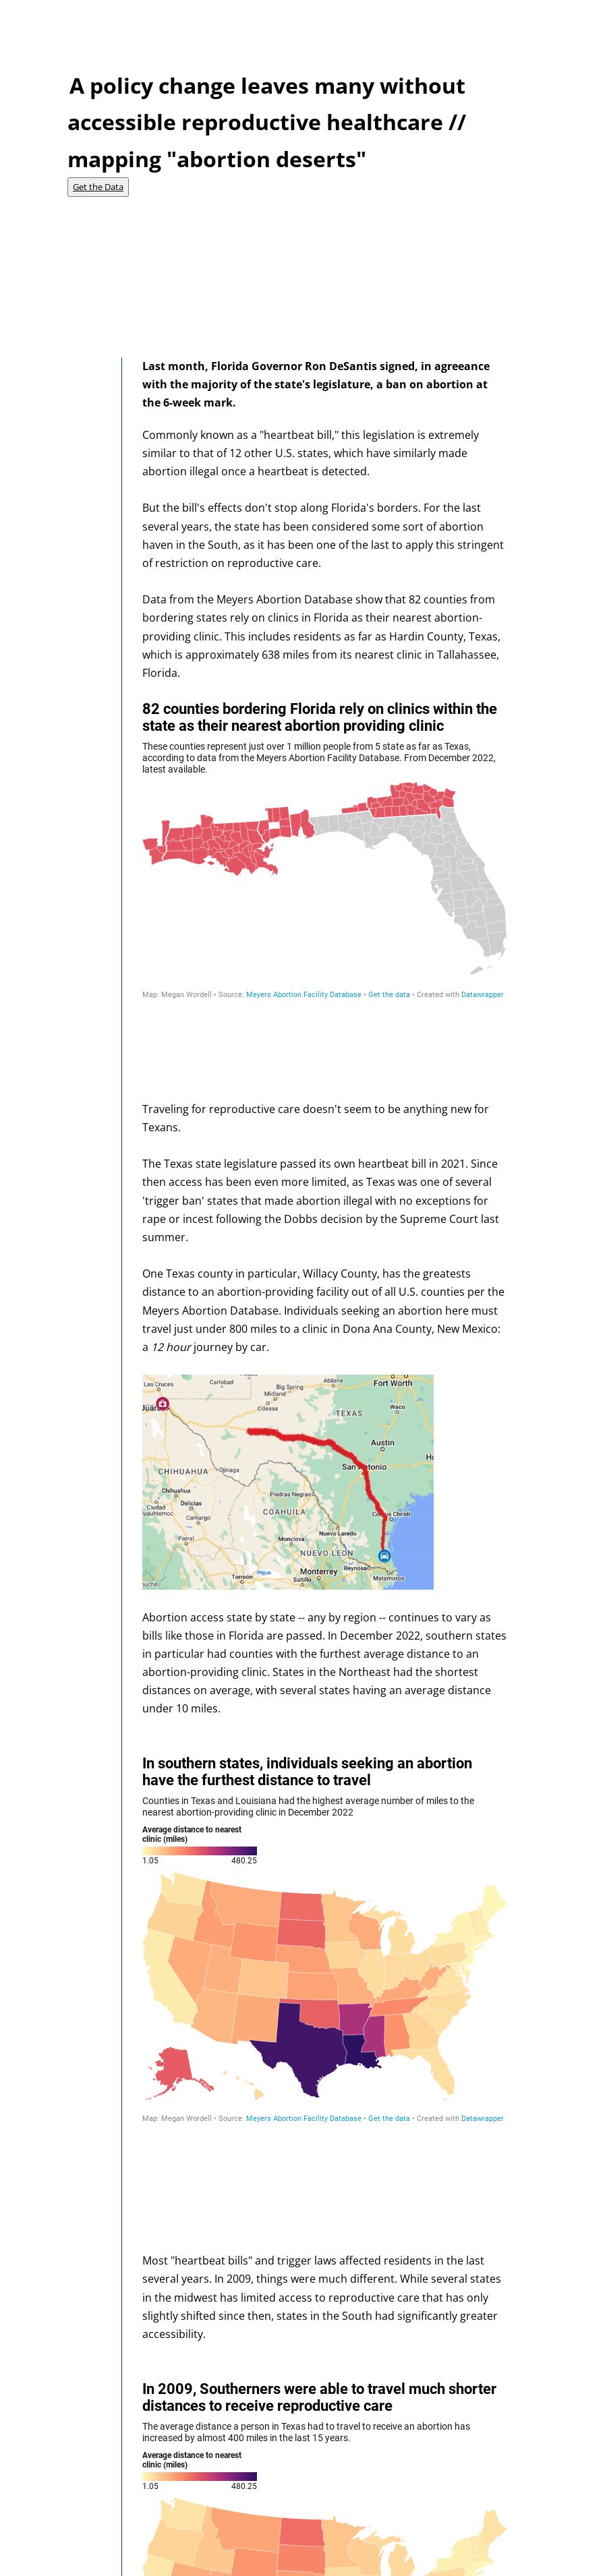 A policy change leaves many without
accessible reproductive healthcare //
mapping "abortion deserts"
Get the Data
Last month, Florida Governor Ron DeSantis signed, in agreeance
with the majority of the state's legislature, a ban on abortion at
the 6-week mark.
Commonly known as a "heartbeat bill," this legislation is extremely
similar to that of 12 other U.S. states, which have similarly made
abortion illegal once a heartbeat is detected.
But the bill's effects don't stop along Florida's borders. For the last
several years, the state has been considered some sort of abortion
haven in the South, as it has been one of the last to apply this stringent
of restriction on reproductive care.
Data from the Meyers Abortion Database show that 82 counties from
bordering states rely on clinics in Florida as their nearest abortion-
providing clinic. This includes residents as far as Hardin County, Texas,
which is approximately 638 miles from its nearest clinic in Tallahassee,
Florida.
82 counties bordering Florida rely on clinics within the
state as their nearest abortion providing clinic
These counties represent just over 1 million people from 5 state as far as Texas,
according to data from the Meyers Abortion Facility Database. From December 2022,
latest available.
Map: Megan Wordell • Source: Meyers Abortion Facility Database • Get the data • Created with Datawrapper
Traveling for reproductive care doesn't seem to be anything new for
Texans.
The Texas state legislature passed its own heartbeat bill in 2021. Since
then access has been even more limited, as Texas was one of several
'trigger ban' states that made abortion illegal with no exceptions for
rape or incest following the Dobbs decision by the Supreme Court last
summer.
One Texas county in particular, Willacy County, has the greatests
distance to an abortion-providing facility out of all U.S. counties per the
Meyers Abortion Database. Individuals seeking an abortion here must
travel just under 800 miles to a clinic in Dona Ana County, New Mexico:
a 12 hour journey by car.
Las Cruces
Carlsbad
Big Spring
Abilene
Fort Worth
Midland
Odessa
Waco
TEXAS
Juárez
Austin
San Antonio
CHIHUAHUA
Ojinaga
Chihuahua
Piedras Negras
Ciudad
Cuauhtemoc
Delicias
Camargo
COAHUILA
Corpus Christi
Nuevo Laredo
Parral
Monclova
NUEVO LEON
Monterrey
Reynosa
Torreón
Saltillo
Matamoros
Abortion access state by state -- any by region -- continues to vary as
bills like those in Florida are passed. In December 2022, southern states
in particular had counties with the furthest average distance to an
abortion-providing clinic. States in the Northeast had the shortest
distances on average, with several states having an average distance
under 10 miles.
In southern states, individuals seeking an abortion
have the furthest distance to travel
Counties in Texas and Louisiana had the highest average number of miles to the
nearest abortion-providing clinic in December 2022
Average distance to nearest
clinic (miles)
1.05 480.25
Map: Megan Wordell • Source: Meyers Abortion Facility Database • Get the data • Created with Datawrapper
Most "heartbeat bills" and trigger laws affected residents in the last
several years. In 2009, things were much different. While several states
in the midwest has limited access to reproductive care that has only
slightly shifted since then, states in the South had significantly greater
accessibility.
In 2009, Southerners were able to travel much shorter
distances to receive reproductive care
The average distance a person in Texas had to travel to receive an abortion has
increased by almost 400 miles in the last 15 years.
Average distance to nearest
clinic (miles)
1.05 480.25